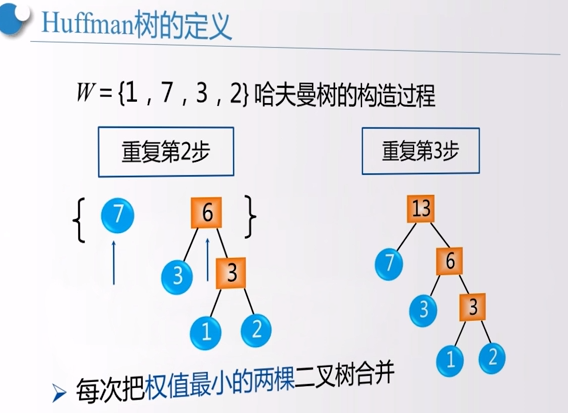 Huffman树的定义
W = {1，7，3，2} 哈夫曼树的构造过程
重复第2步
重复第3步
{ 7 6 }
3 3
1 2
13
7 6
3 3
1 2
➢ 每次把权值最小的两棵二叉树合并